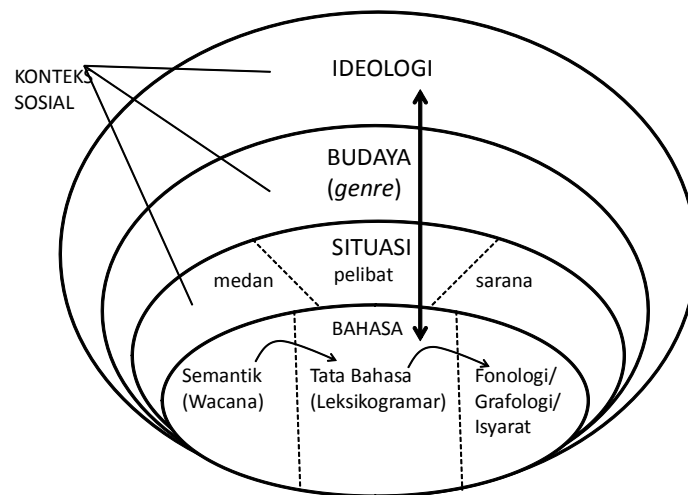 IDEOLOGI
KONTEKS
SOSIAL
BUDAYA
(genre)
SITUASI
medan
pelibat
sarana
BAHASA
Semantik
(Wacana)
Tata Bahasa
(Leksikogramar)
Fonologi/
Grafologi/
Isyarat